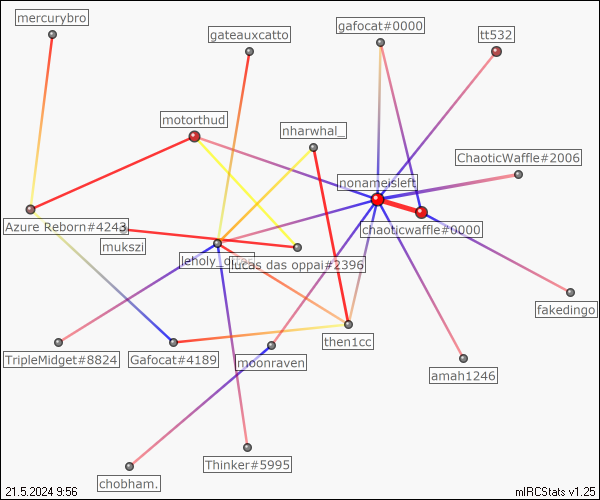 mercurybro
gafocat#0000
gateauxcatto
tt532
motorthud
nharwhal_
ChaoticWaffle#2006
nonameisleft
Azure Reborn#4243
chaoticwaffle#0000
mukszi
lucas das oppai#2396
fakedingo
then1cc
TripleMidget#8824
Gafocat#4189
moonraven
amah1246
Thinker#5995
chobham.
21.5.2024 9:56
mIRCStats v1.25